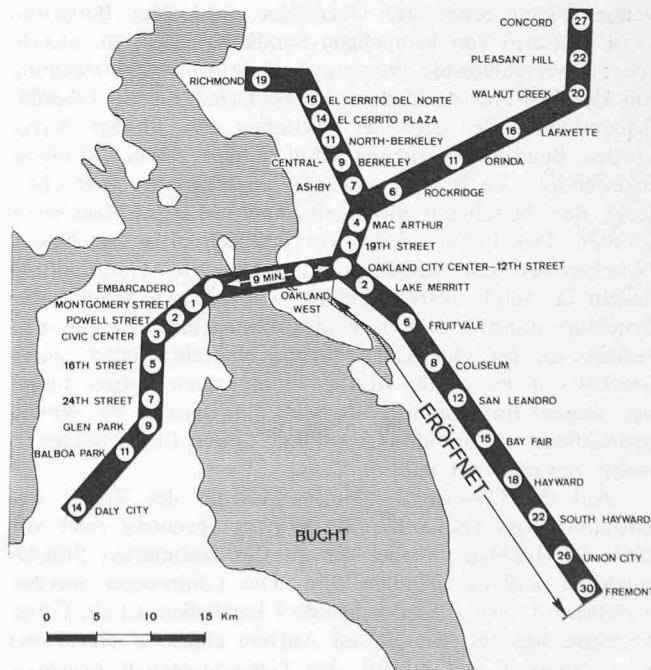 27
CONCORD
PLEASANT HILL 22
RICHMOND 19
WALNUT CREEK 20
16 EL CERRITO DEL NORTE
14 EL CERRITO PLAZA
16 LAFAYETTE
11 NORTH-BERKELEY
CENTRAL- 9 BERKELEY
11 ORINDA
ASHBY 7
6 ROCKRIDGE
4 MAC ARTHUR
1 19TH STREET
OAKLAND CITY CENTER-12TH STREET
9 MIN.
EMBARCADERO
OAKLAND
WEST
2 LAKE MERRITT
MONTGOMERY STREET 1
POWELL STREET 2
CIVIC CENTER 3
6 FRUITVALE
16TH STREET 5
8 COLISEUM
24TH STREET 7
12 SAN LEANDRO
GLEN PARK 9
15 BAY FAIR
BALBOA PARK 11
ERÖFFNET
18 HAYWARD
14 DALY CITY
22 SOUTH HAYWARD
BUCHT
26 UNION CITY
30 FREMONT
0 5 10 15 Km